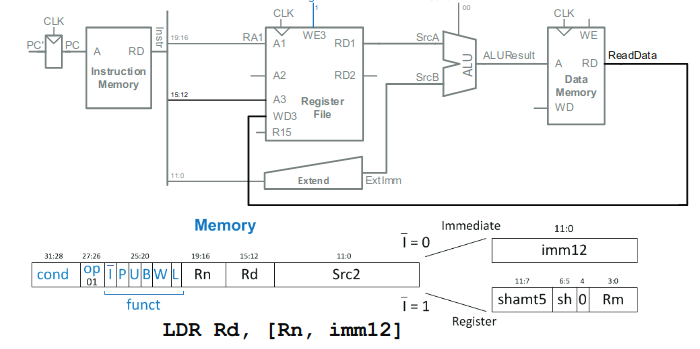 1
00
CLK
CLK
CLK
PC' PC
A RD
Instruction
Memory
Instr
19:16
RA1
A1
WE3
RD1
A2
RD2
15:12
A3
WD3
R15
Register
File
SrcA
SrcB
ALU
ALUResult
WE
A RD
Data
Memory
WD
ReadData
11:0
Extend
ExtImm
Memory
31:28 27:26 25:20 19:16 15:12 11:0
cond op 01 I P U B W L Rn Rd Src2
funct
I = 0
Immediate
11:0
imm12
I = 1
Register
11:7 6:5 4 3:0
shamt5 sh 0 Rm
LDR Rd, [Rn, imm12]